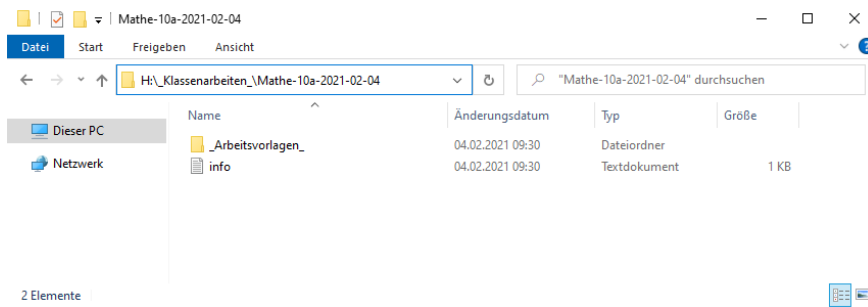 Mathe-10a-2021-02-04
Datei Start Freigeben Ansicht
H:\_Klassenarbeiten_\Mathe-10a-2021-02-04 "Mathe-10a-2021-02-04" durchsuchen
Dieser PC
Netzwerk
Name Änderungsdatum Typ Größe
_Arbeitsvorlagen_ 04.02.2021 09:30 Dateiordner
info 04.02.2021 09:30 Textdokument 1 KB
2 Elemente